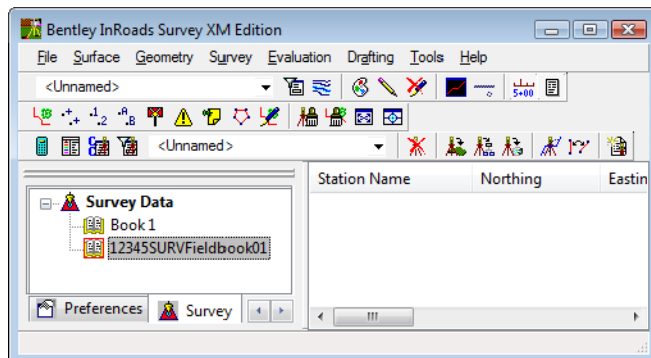 Bentley InRoads Survey XM Edition
File Surface Geometry Survey Evaluation Drafting Tools Help
<Unnamed>
5+00
<Unnamed>
Station Name Northing Eastin
Survey Data
Book 1
12345SURVFieldbook01
Preferences Survey